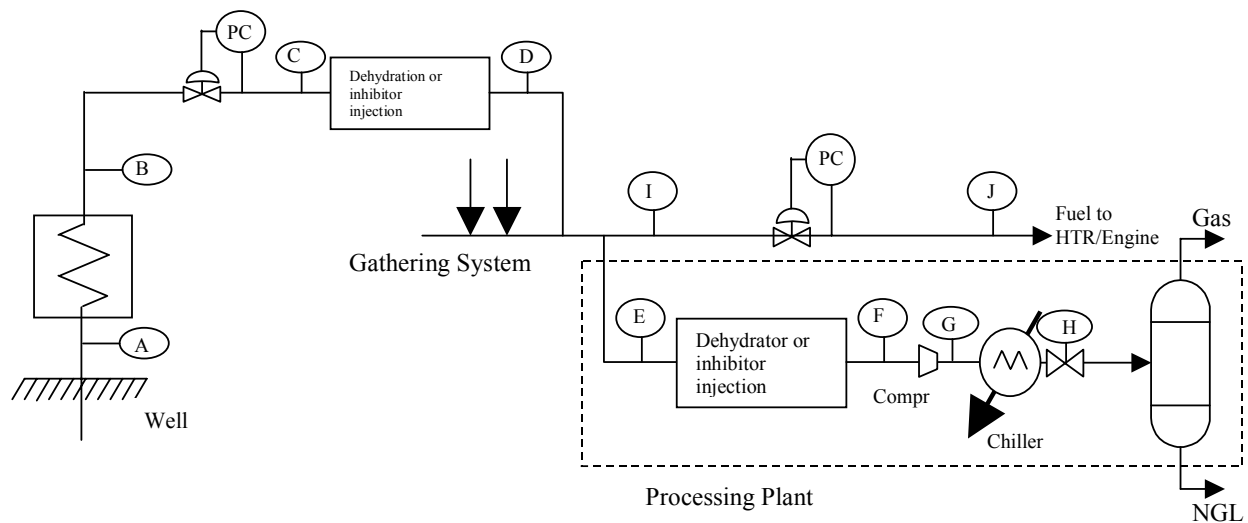 PC
C
D
Dehydration or
inhibitor
injection
B
PC
I
J
Fuel to
HTR/Engine
Gas
Gathering System
A
E
F
G
H
Dehydrator or
inhibitor
injection
Compr
Well
Chiller
Processing Plant
NGL